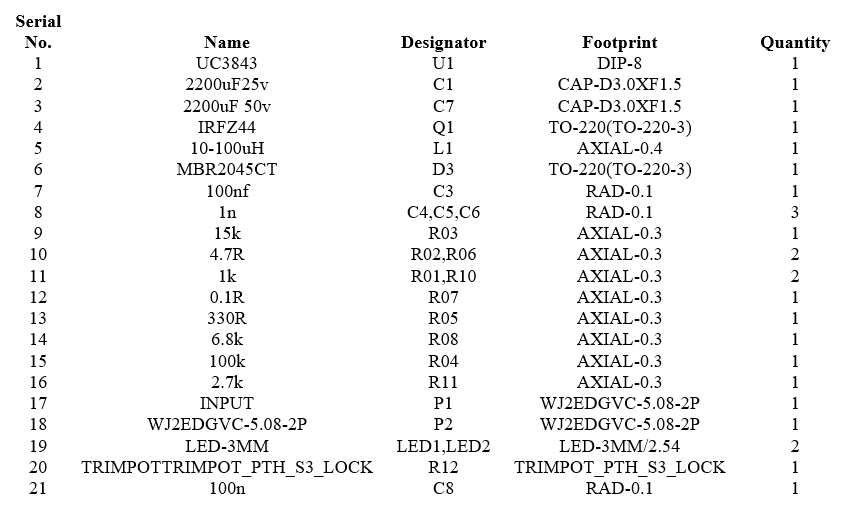 Serial
No. Name Designator Footprint Quantity
1 UC3843 U1 DIP-8 1
2 2200uF25v C1 CAP-D3.0XF1.5 1
3 2200uF 50v C7 CAP-D3.0XF1.5 1
4 IRFZ44 Q1 TO-220(TO-220-3) 1
5 10-100uH L1 AXIAL-0.4 1
6 MBR2045CT D3 TO-220(TO-220-3) 1
7 100nf C3 RAD-0.1 1
8 1n C4,C5,C6 RAD-0.1 3
9 15k R03 AXIAL-0.3 1
10 4.7R R02,R06 AXIAL-0.3 2
11 1k R01,R10 AXIAL-0.3 2
12 0.1R R07 AXIAL-0.3 1
13 330R R05 AXIAL-0.3 1
14 6.8k R08 AXIAL-0.3 1
15 100k R04 AXIAL-0.3 1
16 2.7k R11 AXIAL-0.3 1
17 INPUT P1 WJ2EDGVC-5.08-2P 1
18 WJ2EDGVC-5.08-2P P2 WJ2EDGVC-5.08-2P 1
19 LED-3MM LED1,LED2 LED-3MM/2.54 2
20 TRIMPOTTRIMPOT_PTH_S3_LOCK R12 TRIMPOT_PTH_S3_LOCK 1
21 100n C8 RAD-0.1 1